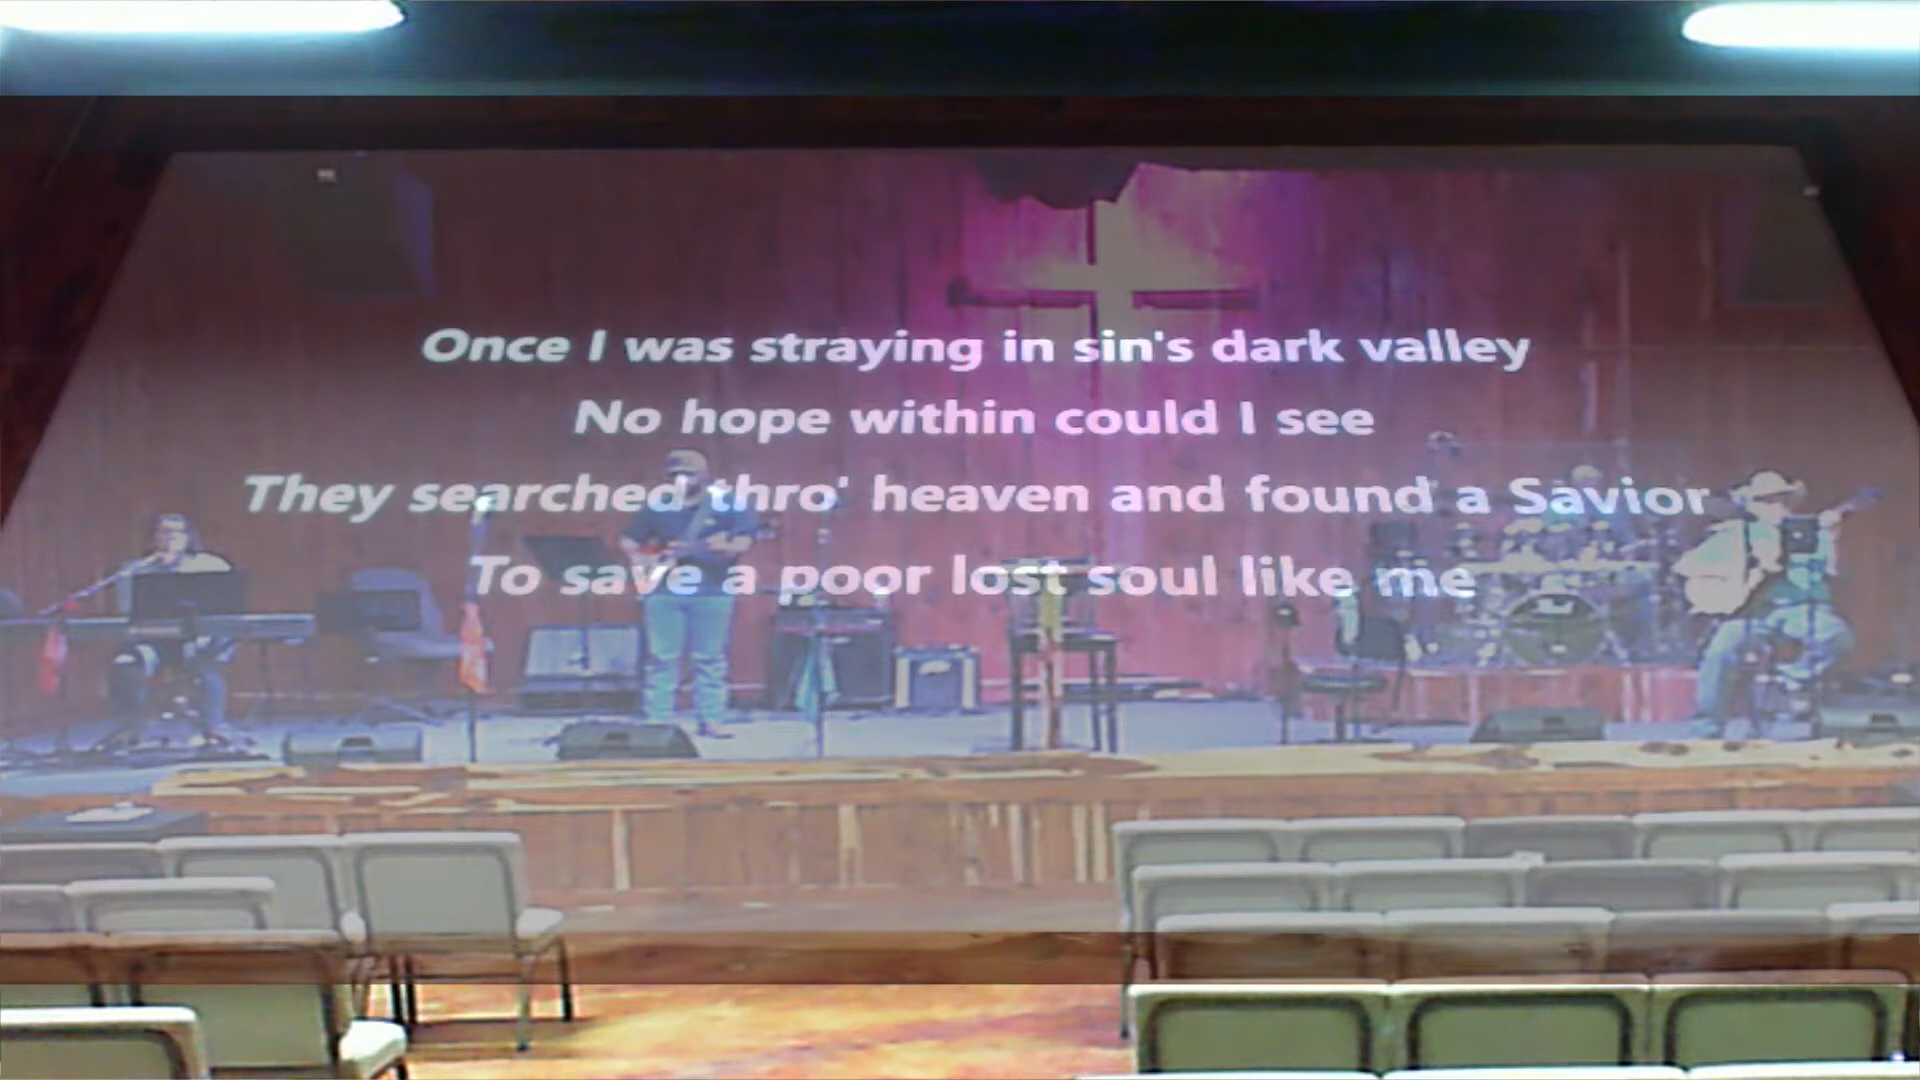 Once I was straying in sin's dark valley
No hope within could I see
They searched thro' heaven and found a Savior
To save a poor lost soul like me